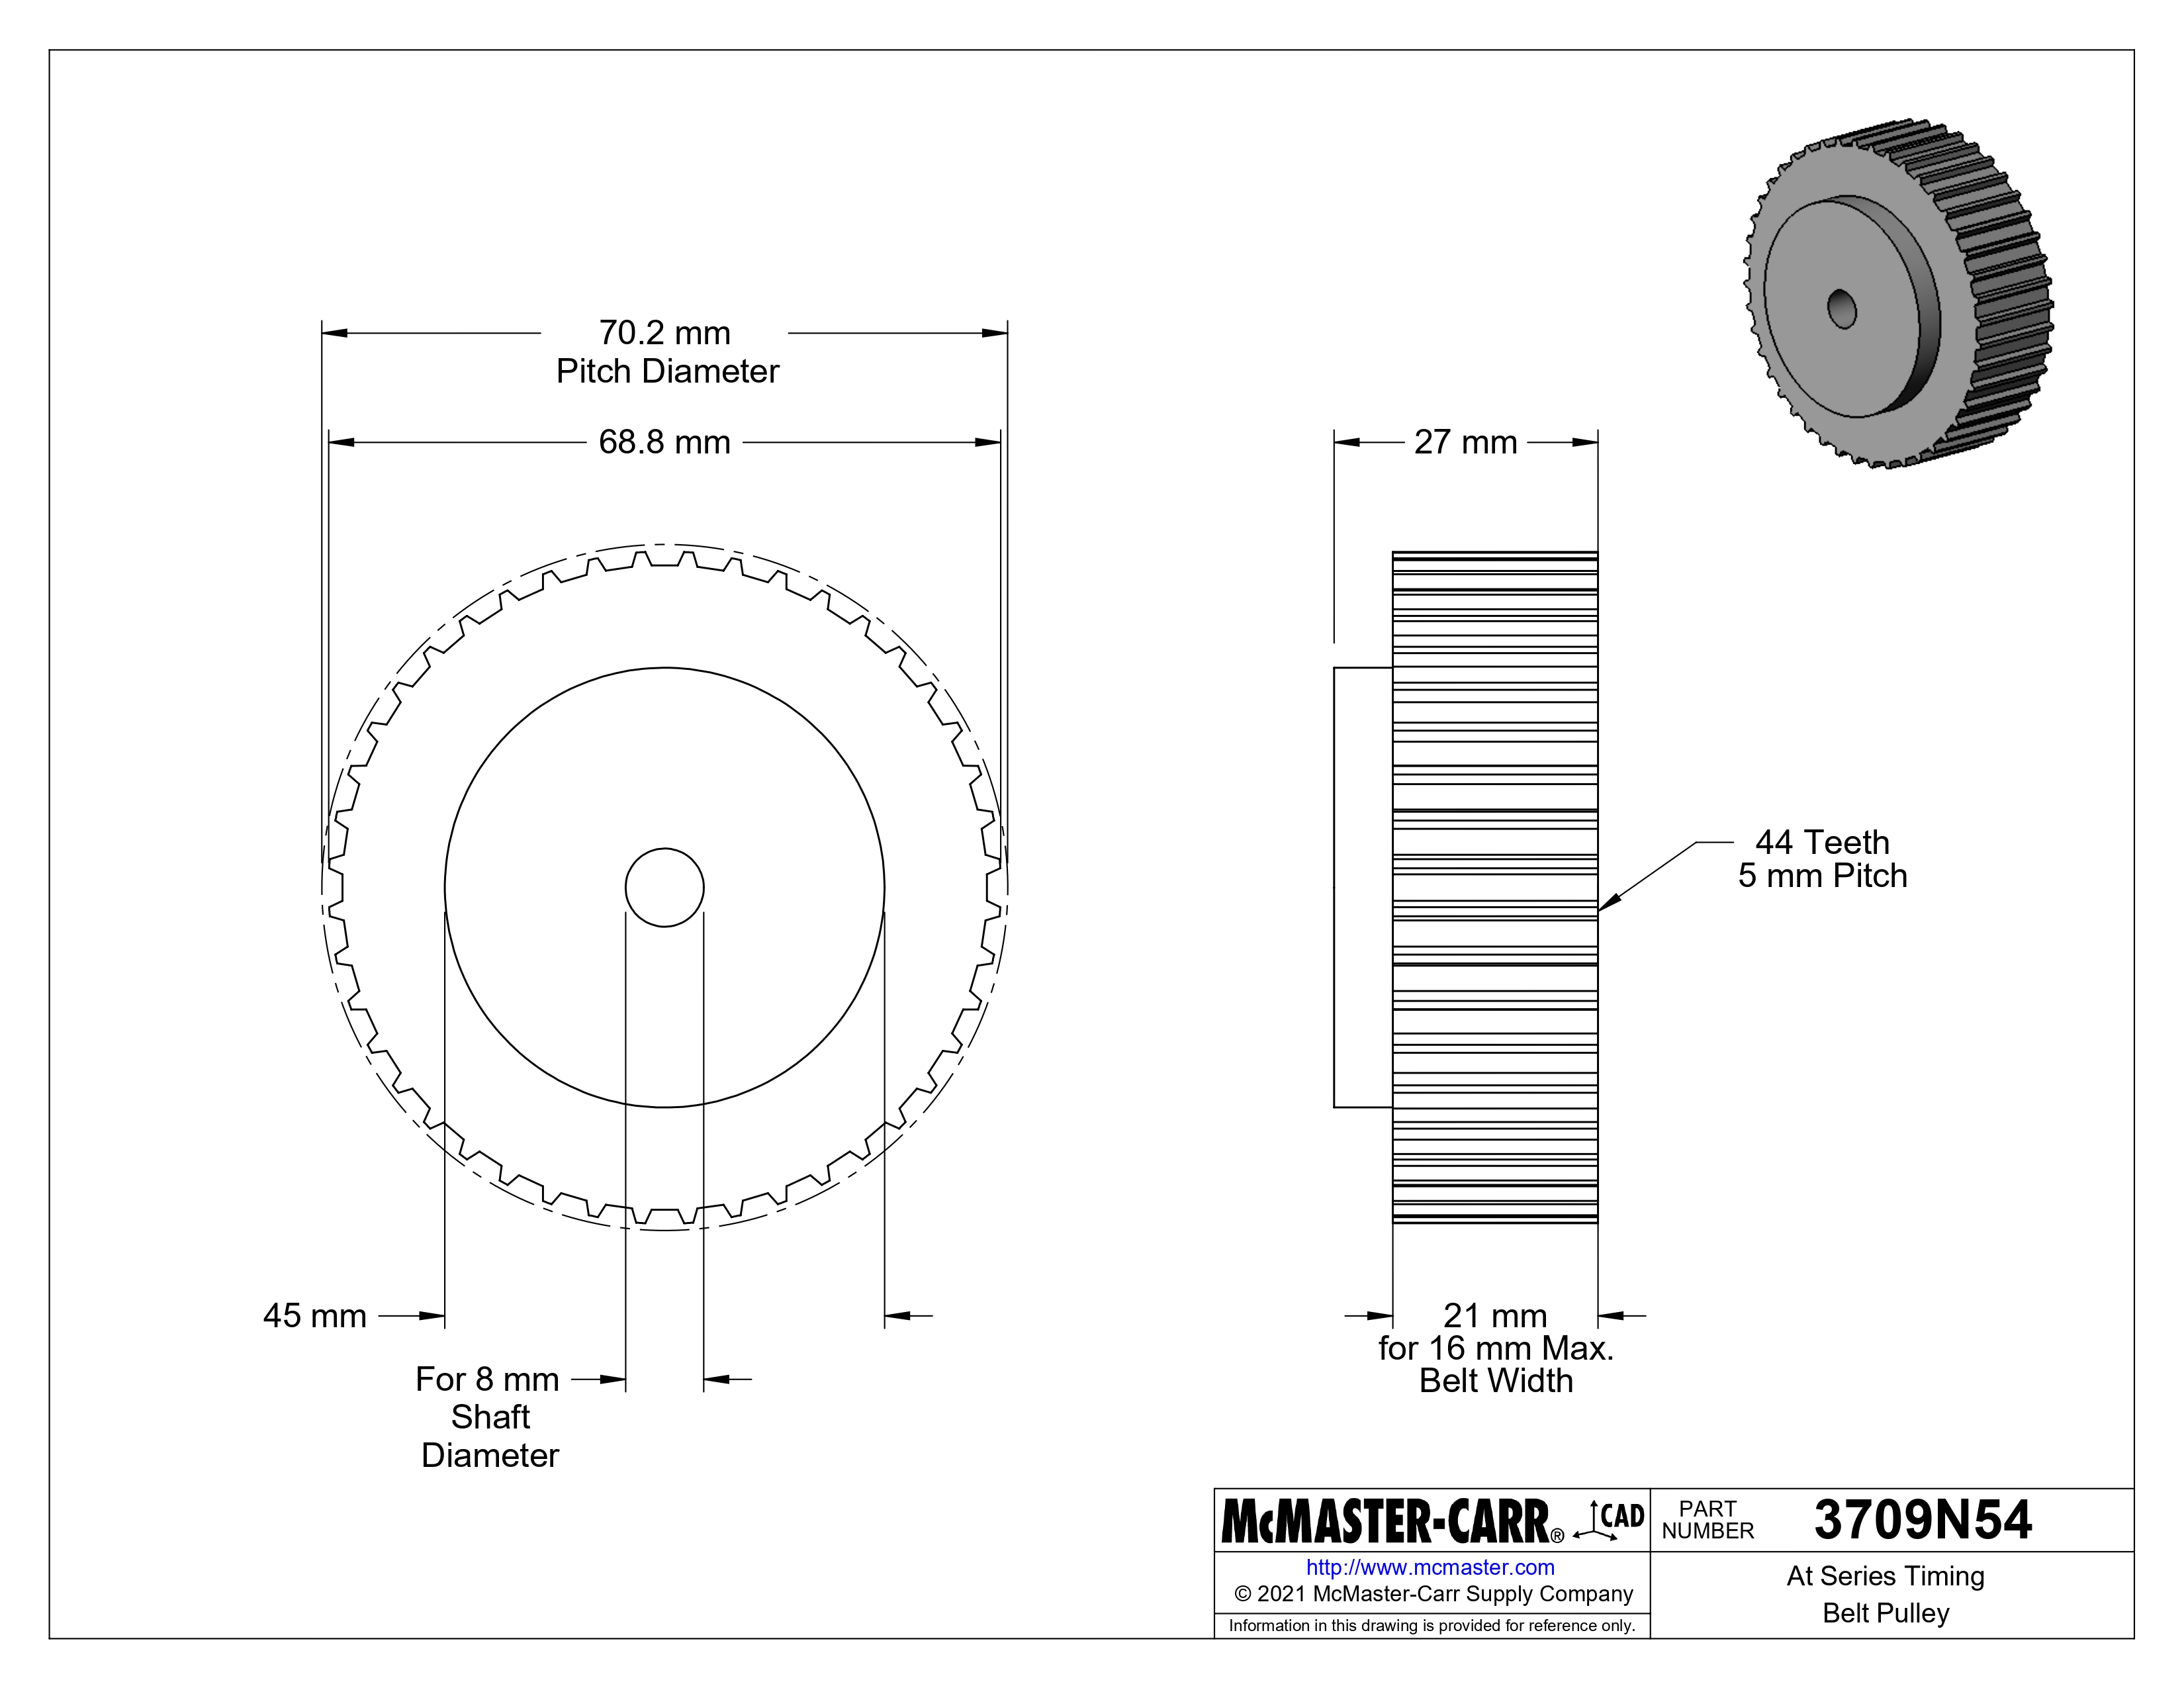 70.2 mm
Pitch Diameter
68.8 mm
27 mm
44 Teeth
5 mm Pitch
45 mm
For 8 mm
Shaft
Diameter
21 mm
for 16 mm Max.
Belt Width
McMASTER-CARR® CAD
http://www.mcmaster.com
© 2021 McMaster-Carr Supply Company
Information in this drawing is provided for reference only.
PART
NUMBER
3709N54
At Series Timing
Belt Pulley